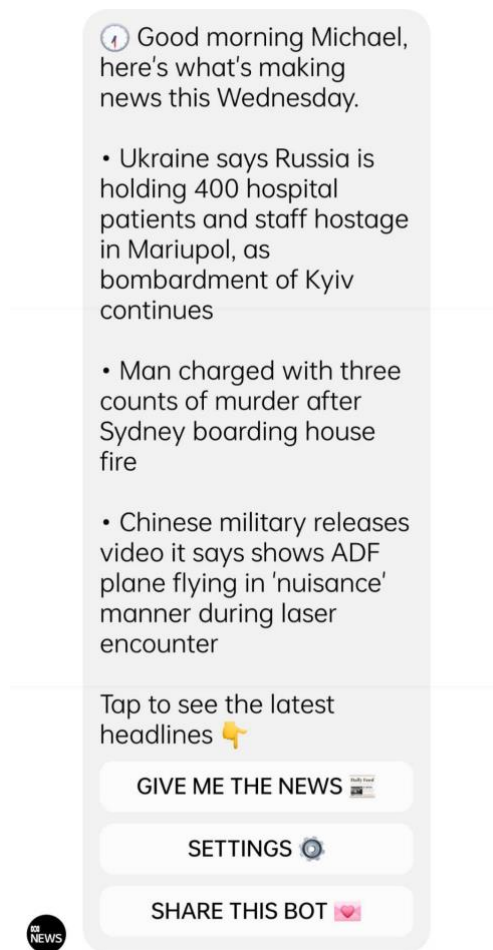 Good morning Michael,
here's what's making
news this Wednesday.
• Ukraine says Russia is
holding 400 hospital
patients and staff hostage
in Mariupol, as
bombardment of Kyiv
continues
• Man charged with three
counts of murder after
Sydney boarding house
fire
• Chinese military releases
video it says shows ADF
plane flying in 'nuisance'
manner during laser
encounter
Tap to see the latest
headlines 👇
GIVE ME THE NEWS 📰
SETTINGS ⚙️
SHARE THIS BOT 💌
NEWS